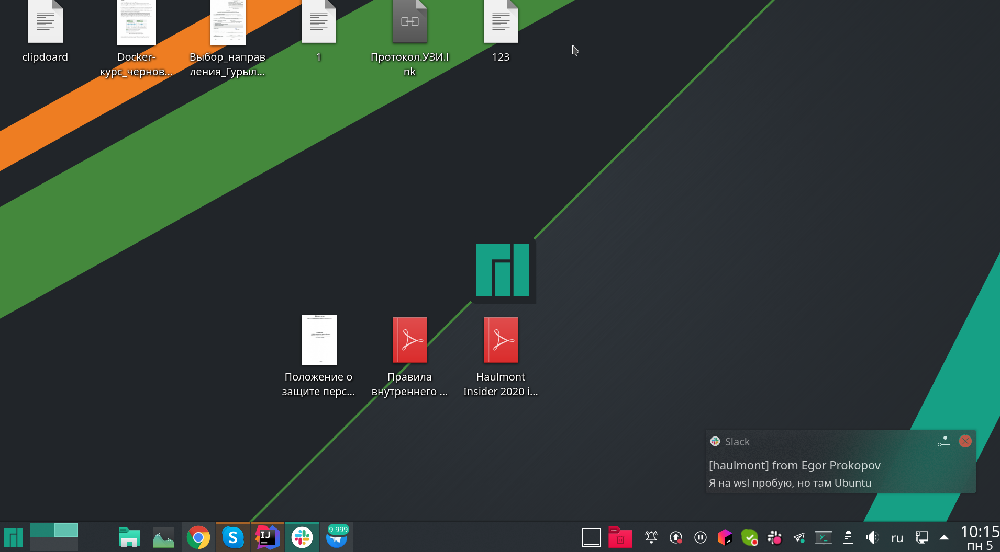 clipdoard
Docker-
курс_чернов...
Выбор_направ
ления_Гурыл...
1
Протокол.УЗИ.l
nk
123
Положение о
защите перс...
Правила
внутреннего ...
Haulmont
Insider 2020 i...
Slack
[haulmont] from Egor Prokopov
Я на wsl пробую, но там Ubuntu
S
IJ
9 999
ru
10:15
пн 5